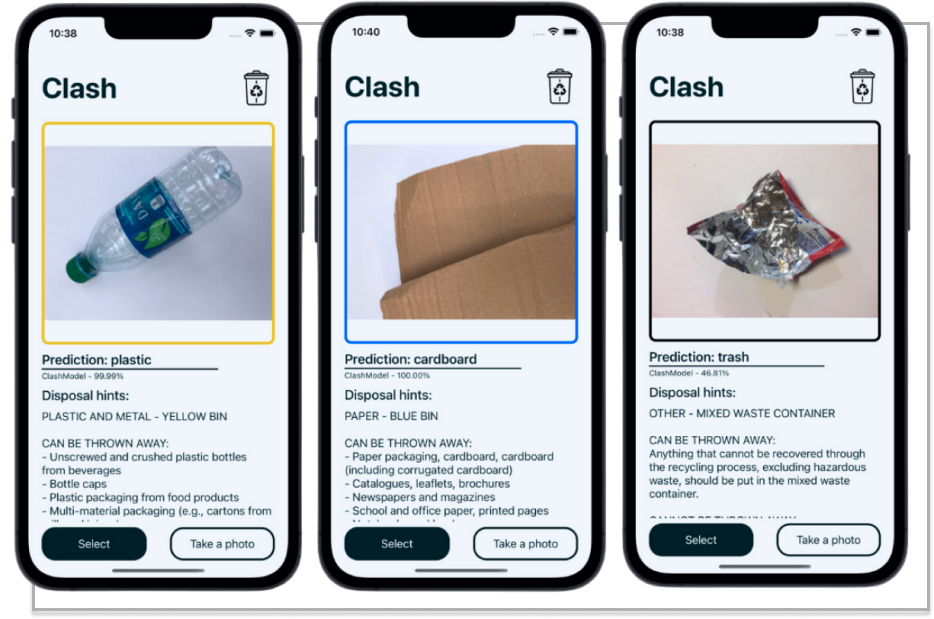 10:38
Clash
Prediction: plastic
ClashModel - 99.99%
Disposal hints:
PLASTIC AND METAL - YELLOW BIN
CAN BE THROWN AWAY:
- Unscrewed and crushed plastic bottles
from beverages
- Bottle caps
- Plastic packaging from food products
- Multi-material packaging (e.g., cartons from
Select
Take a photo
10:40
Clash
Prediction: cardboard
ClashModel - 100.00%
Disposal hints:
PAPER - BLUE BIN
CAN BE THROWN AWAY:
- Paper packaging, cardboard, cardboard
(including corrugated cardboard)
- Catalogues, leaflets, brochures
- Newspapers and magazines
- School and office paper, printed pages
Select
Take a photo
10:38
Clash
Prediction: trash
ClashModel - 46.81%
Disposal hints:
OTHER - MIXED WASTE CONTAINER
CAN BE THROWN AWAY:
Anything that cannot be recovered through
the recycling process, excluding hazardous
waste, should be put in the mixed waste
container.
Select
Take a photo